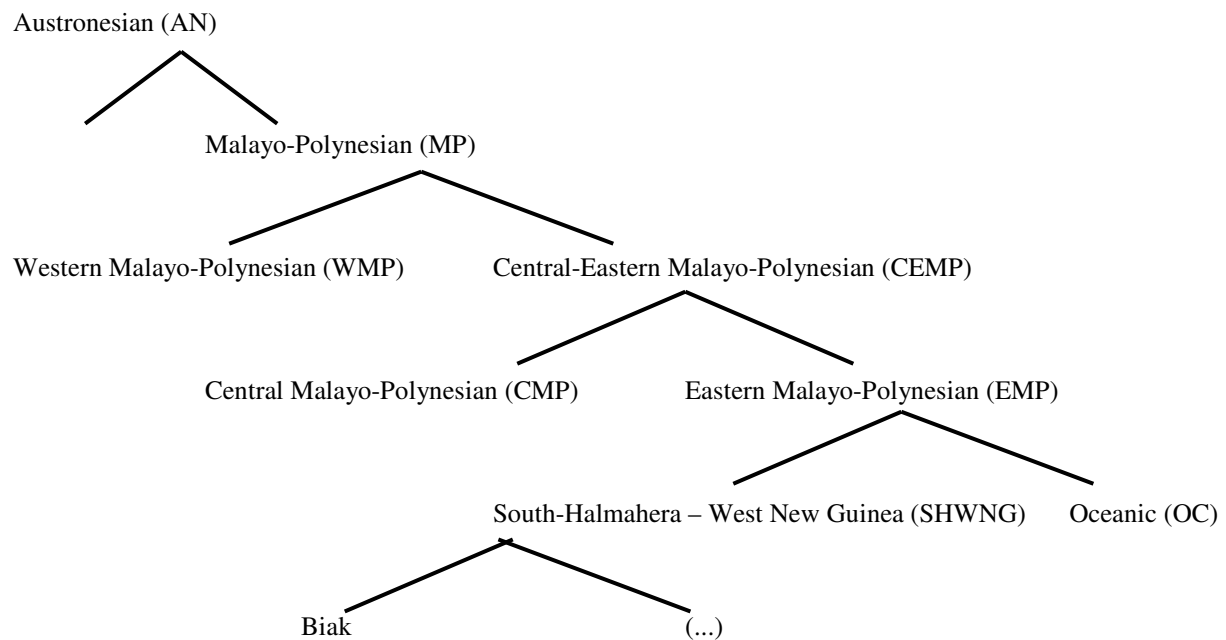 Austronesian (AN)
Malayo-Polynesian (MP)
Western Malayo-Polynesian (WMP) Central-Eastern Malayo-Polynesian (CEMP)
Central Malayo-Polynesian (CMP) Eastern Malayo-Polynesian (EMP)
South-Halmahera – West New Guinea (SHWNG) Oceanic (OC)
Biak (...)